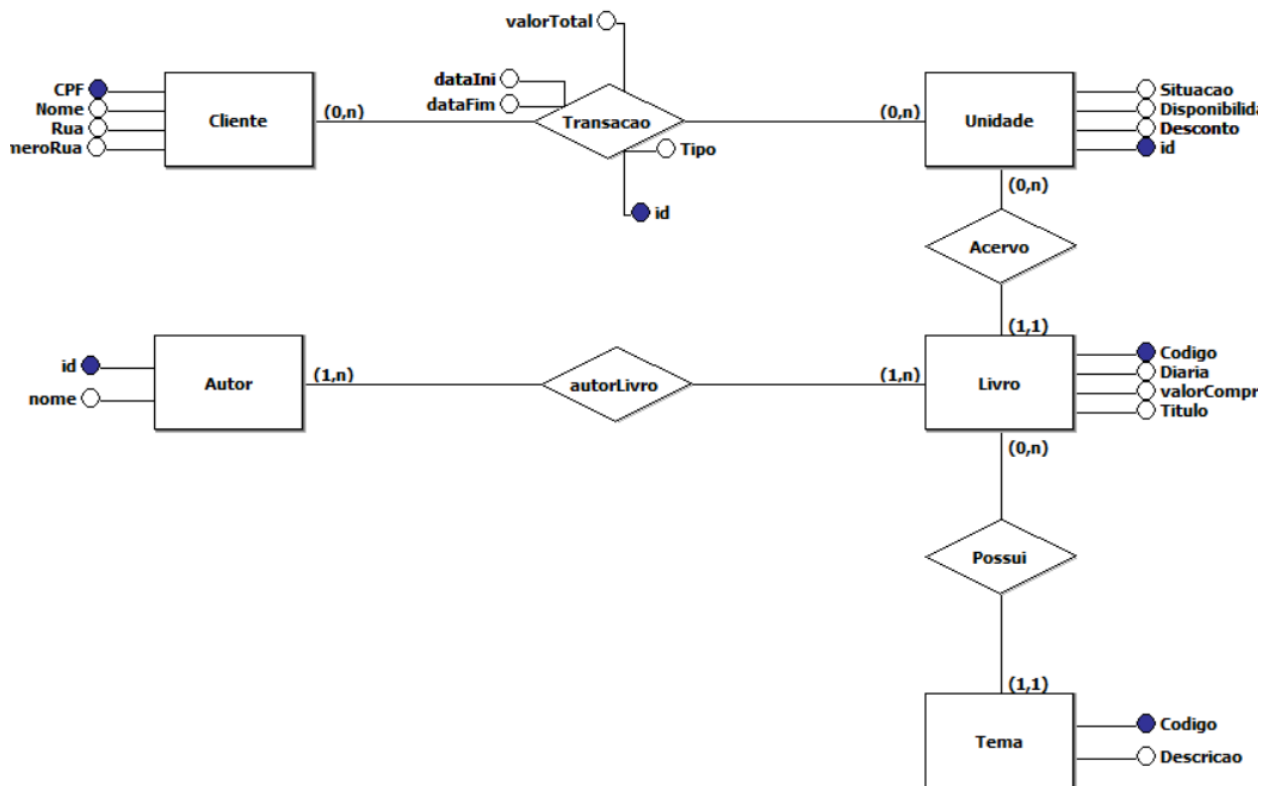 valorTotal
dataIni
dataFim
CPF
Nome
Rua
meroRua
Cliente
(0,n)
Transacao
Tipo
id
(0,n)
Unidade
Situacao
Disponibilida
Desconto
id
(0,n)
Acervo
(1,1)
id
nome
Autor
(1,n)
autorLivro
(1,n)
Livro
Codigo
Diaria
valorCompr
Titulo
(0,n)
Possui
(1,1)
Tema
Codigo
Descricao